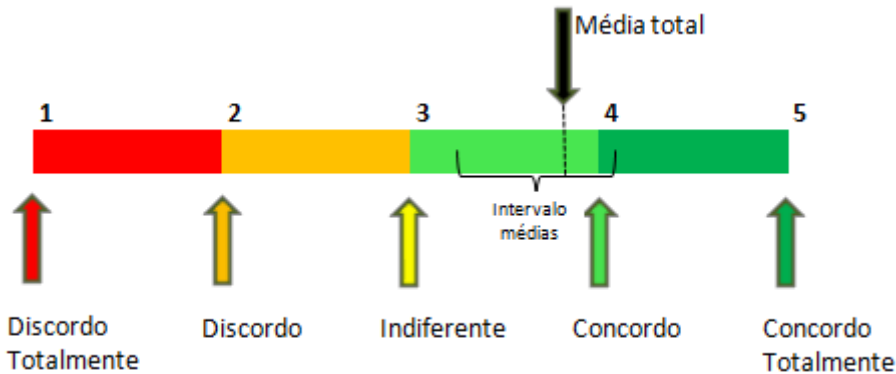 Média total
1 2 3 4 5
Intervalo
médias
Discordo
Totalmente
Discordo
Indiferente
Concordo
Concordo
Totalmente